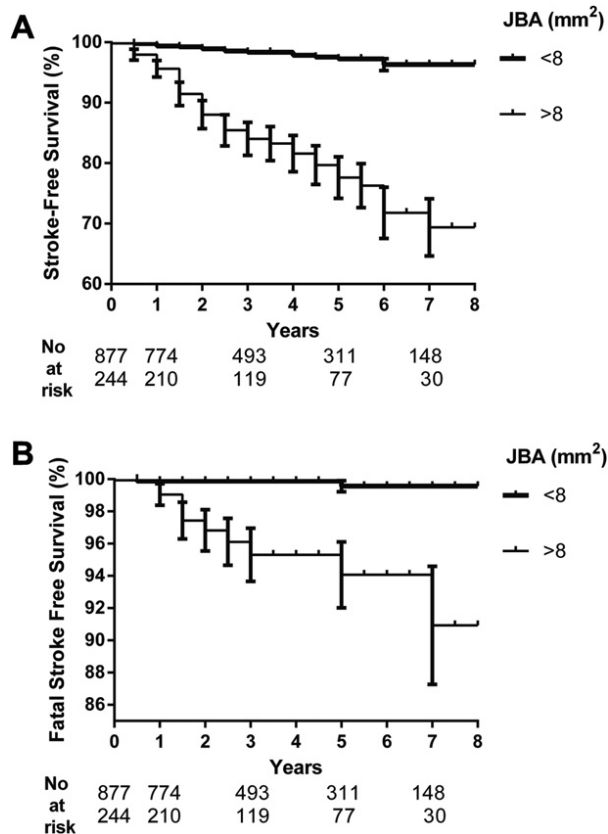 A
JBA (mm²)
<8
>8
Stroke-Free Survival (%)
100
90
80
70
60
0 1 2 3 4 5 6 7 8
Years
No at risk
877 774 493 311 148
244 210 119 77 30
B
JBA (mm²)
<8
>8
Fatal Stroke Free Survival (%)
100
98
96
94
92
90
88
86
0 1 2 3 4 5 6 7 8
Years
No at risk
877 774 493 311 148
244 210 119 77 30